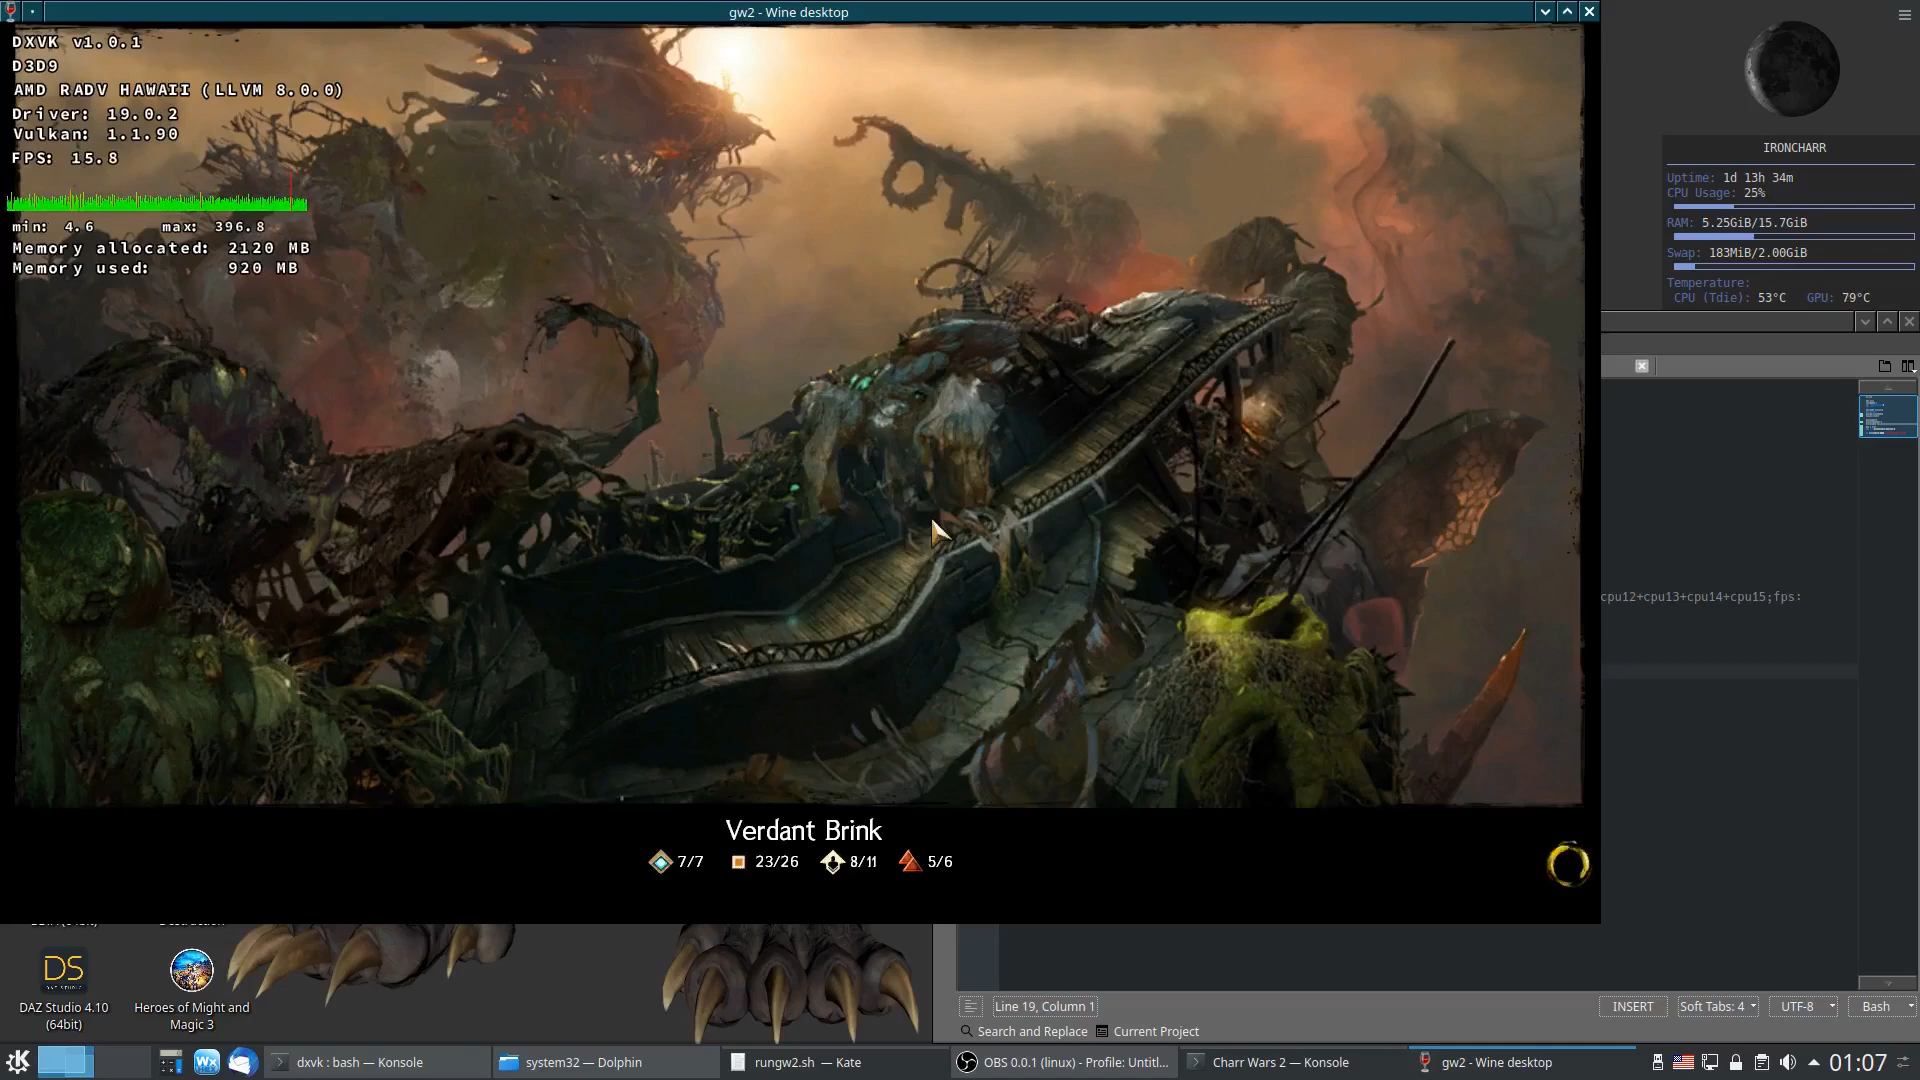 gw2 - Wine desktop
DXVK v1.0.1
D3D9
AMD RADV HAWAII (LLVM 8.0.0)
Driver: 19.0.2
Vulkan: 1.1.90
FPS: 15.8
min: 4.6 max: 396.8
Memory allocated: 2120 MB
Memory used: 920 MB
IRONCHARR
Uptime: 1d 13h 34m
CPU Usage: 25%
RAM: 5.25GiB/15.7GiB
Swap: 183MiB/2.00GiB
Temperature:
CPU (Tdie): 53°C GPU: 79°C
cpu12+cpu13+cpu14+cpu15;fps:
Verdant Brink
7/7 23/26 8/11 5/6
DS
DAZ Studio 4.10
(64bit)
Heroes of Might and
Magic 3
Line 19, Column 1
INSERT
Soft Tabs: 4
UTF-8
Bash
Search and Replace
Current Project
dxvk : bash — Konsole
system32 — Dolphin
rungw2.sh — Kate
OBS 0.0.1 (linux) - Profile: Untitl...
Charr Wars 2 — Konsole
gw2 - Wine desktop
01:07